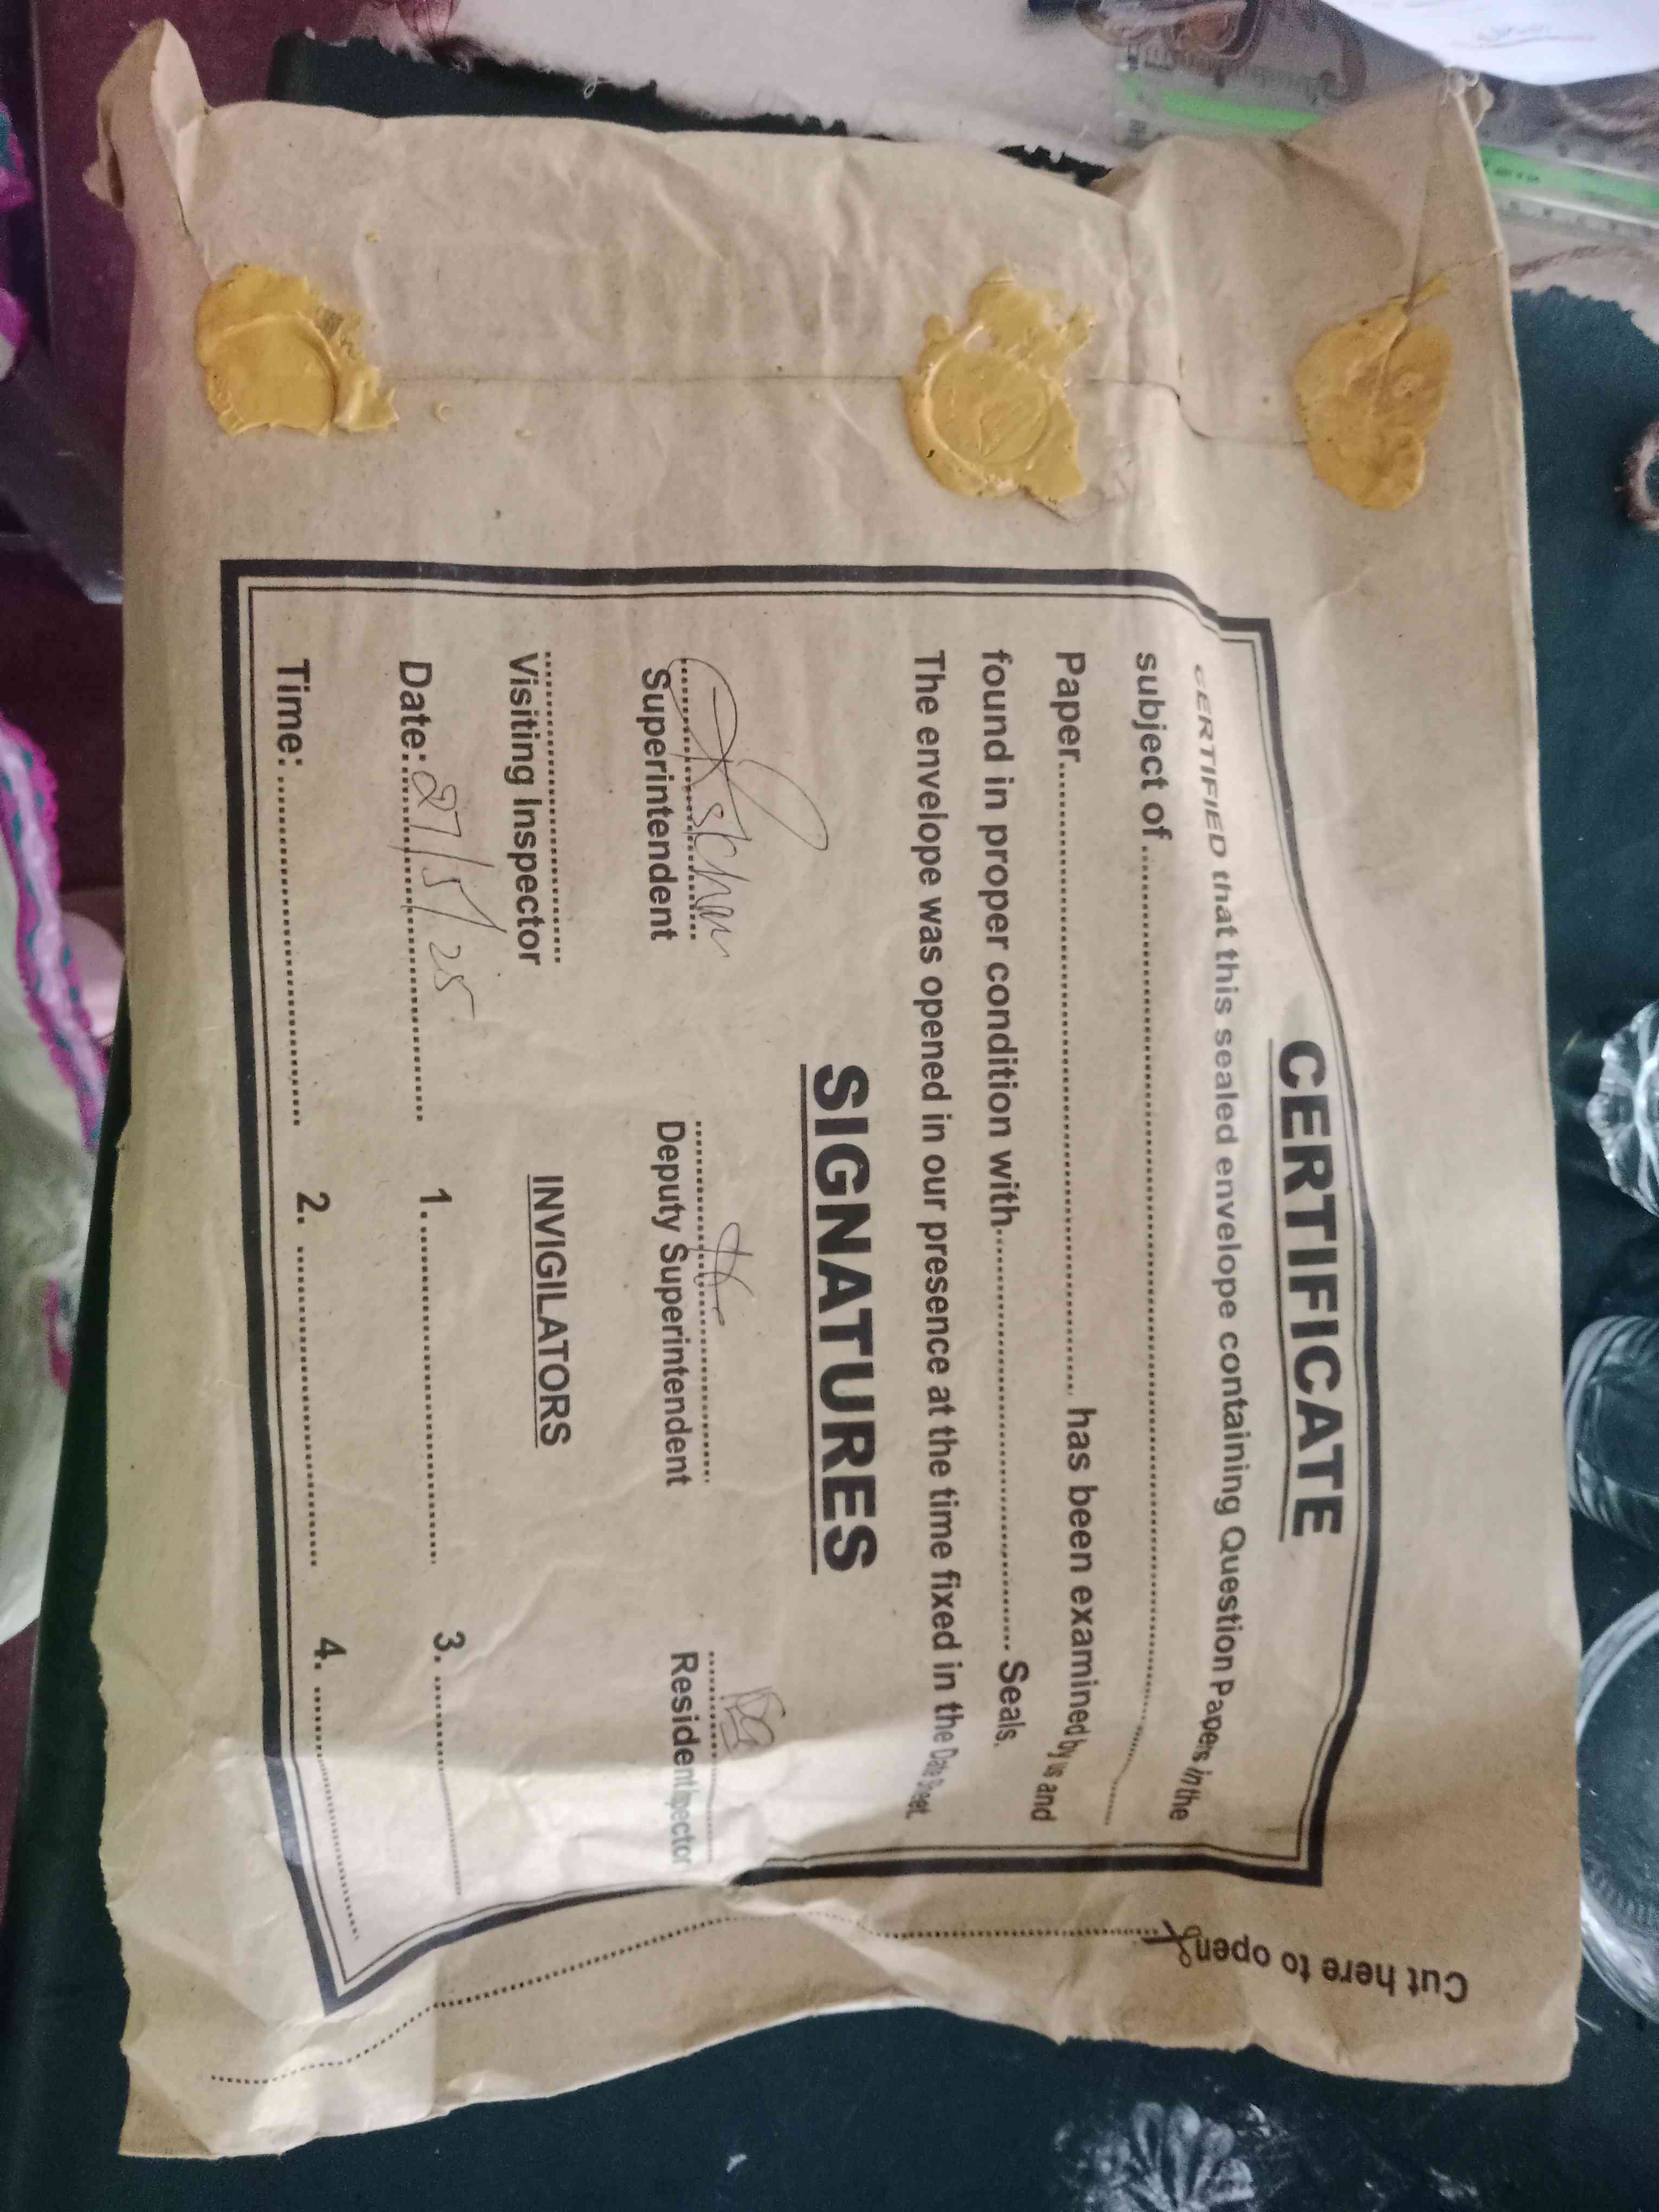 CERTIFICATE
CERTIFIED that this sealed envelope containing Question Papers in the
subject of ........................................
Paper........................................ has been examined by us and
found in proper condition with........................................ Seals.
The envelope was opened in our presence at the time fixed in the Date Sheet.
SIGNATURES
Superintendent Deputy Superintendent Resident Inspector
Visiting Inspector
INVIGILATORS
Date: 27/5/25 1. ........................................ 3. ........................................
Time: ........................................ 2. ........................................ 4. ........................................
Cut here to open